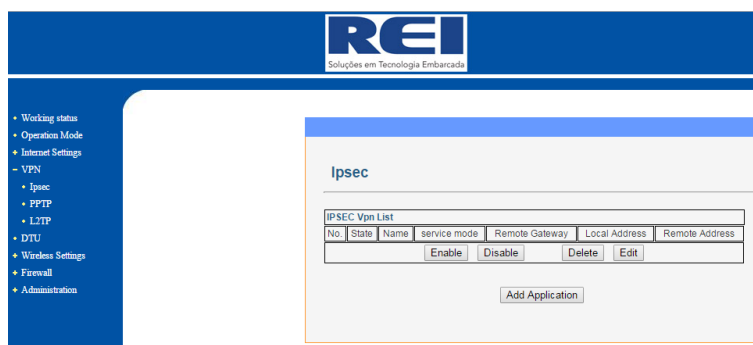 REI
Soluções em Tecnologia Embarcada
Working status
Operation Mode
Internet Settings
VPN
Ipsec
PPTP
L2TP
DTU
Wireless Settings
Firewall
Administration
Ipsec
IPSEC Vpn List
No. State Name service mode Remote Gateway Local Address Remote Address
Enable Disable Delete Edit
Add Application